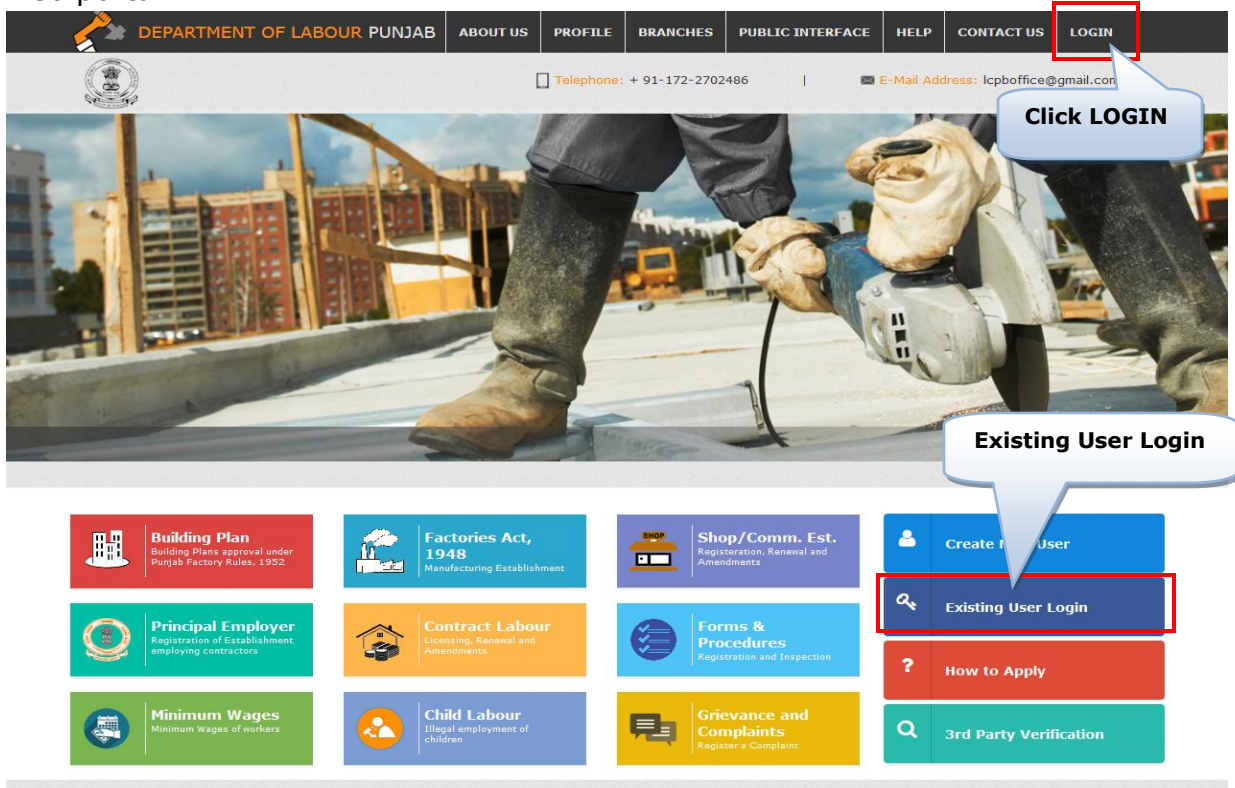 DEPARTMENT OF LABOUR PUNJAB ABOUT US PROFILE BRANCHES PUBLIC INTERFACE HELP CONTACT US LOGIN
Telephone: + 91-172-2702486 | E-Mail Address: lcpboffice@gmail.com
Click LOGIN
Existing User Login
Building Plan
Building Plans approval under
Punjab Factory Rules, 1952
Factories Act,
1948
Manufacturing Establishment
SHOP
Shop/Comm. Est.
Registeration, Renewal and
Amendments
Create User
Principal Employer
Registration of Establishment
employing contractors
Contract Labour
Licensing, Renewal and
Amendments
Forms &
Procedures
Registration and Inspection
Existing User Login
How to Apply
Minimum Wages
Minimum Wages of workers
Child Labour
Illegal employment of
children
Grievance and
Complaints
Register a Complaint
3rd Party Verification